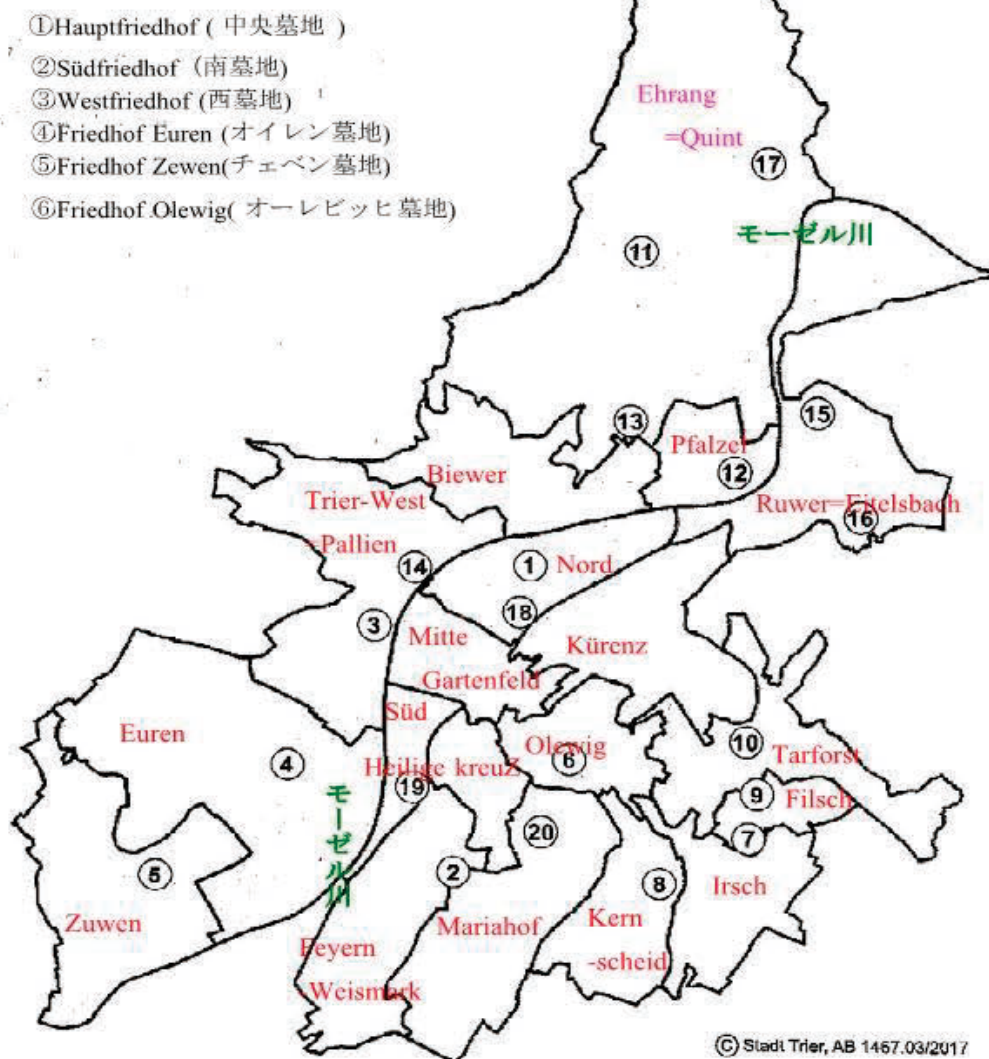 ①Hauptfriedhof ( 中央墓地 )
②Südfriedhof (南墓地)
③Westfriedhof (西墓地)
④Friedhof Euren (オイレン墓地)
⑤Friedhof Zewen(チェベン墓地)
⑥Friedhof Olewig( オーレビッヒ墓地)
Ehrang
=Quint
⑰
モーゼル川
⑪
⑬
Pfalzel
⑫
⑮
Biewer
Trier-West
=Pallien
Ruwer=Eitelsbach
⑯
⑭
①
Nord
⑱
③
Mitte
Gartenfeld
Kürenz
Süd
Euren
④
Heilige kreuZ
⑲
Olewig
⑥
⑩
Tarforst
⑨
Filsch
⑦
モーゼル川
⑤
②
⑳
⑧
Irsch
Zuwen
Feyern
-Weismark
Mariahof
Kern
-scheid
© Stadt Trier, AB 1467.03/2017